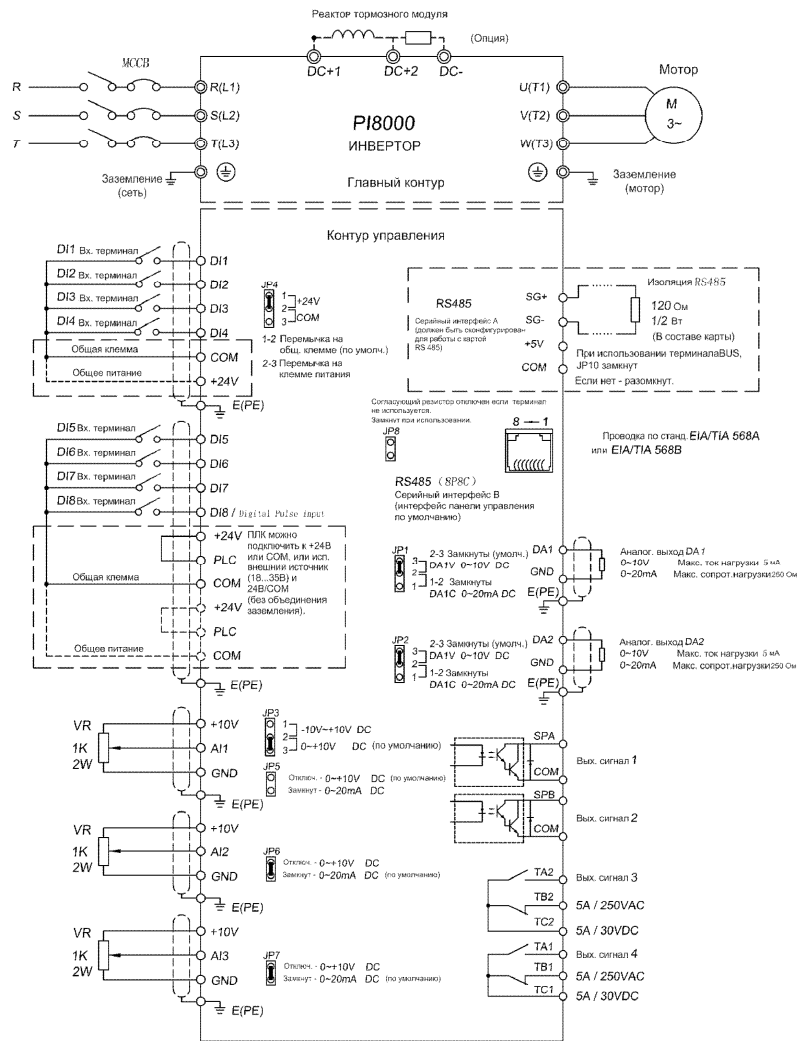 Реактор тормозного модуля
(Опция)
MCCB
DC+1
DC+2
DC-
Мотор
R
R(L1)
U(T1)
S
S(L2)
V(T2)
M
3~
T
T(L3)
W(T3)
PI8000
ИНВЕРТОР
Заземление
(сеть)
Главный контур
Заземление
(мотор)
Контур управления
DI1 Вх. терминал
DI1
DI2 Вх. терминал
DI2
DI3 Вх. терминал
DI3
DI4 Вх. терминал
DI4
Общая клемма
COM
Общее питание
+24V
E(PE)
JP4
1
2
3
+24V
COM
1-2 Перемычка на
общ. клемме (по умолч.)
2-3 Перемычка на
клемме питания
RS485
Серийный интерфейс А
(должен быть сконфигурирован
для работы с картой
RS 485)
SG+
SG-
+5V
COM
Изоляция RS485
120 Ом
1/2 Вт
(В составе карты)
При использовании терминалаBUS,
JP10 замкнут
Если нет - разомкнут.
Согласующий резистор отключен если терминал
не используется.
Замкнут при использовании.
JP8
8 — 1
Проводка по станд. EIA/TIA 568A
или EIA/TIA 568B
RS485 (8P8C)
Серийный интерфейс В
(интерфейс панели управления
по умолчанию)
DI5 Вх. терминал
DI5
DI6 Вх. терминал
DI6
DI7 Вх. терминал
DI7
DI8 Вх. терминал
DI8 / Digital Pulse input
+24V
PLC
COM
+24V
PLC
COM
ПЛК можно
подключить к +24В
или COM, или исп.
внешний источник
(18...35В) и
24В/COM
(без объединения
заземления).
Общая клемма
Общее питание
E(PE)
JP1
3
2
1
2-3 Замкнуты (умолч.)
DA1V 0~10V DC
1-2 Замкнуты
DA1C 0~20mA DC
DA1
GND
E(PE)
Аналог. выход DA1
0~10V Макс. ток нагрузки 5 мА
0~20mA Макс. сопрот.нагрузки250 Ом
JP2
3
2
1
2-3 Замкнуты (умолч.)
DA1V 0~10V DC
1-2 Замкнуты
DA1C 0~20mA DC
DA2
GND
E(PE)
Аналог. выход DA2
0~10V Макс. ток нагрузки 5 мА
0~20mA Макс. сопрот.нагрузки250 Ом
VR
1K
2W
+10V
AI1
GND
E(PE)
JP3
1
2
3
-10V~+10V DC
0~+10V DC (по умолчанию)
JP5
Отключ. - 0~+10V DC (по умолчанию)
Замкнут - 0~20mA DC
SPA
COM
Вых. сигнал 1
SPB
COM
Вых. сигнал 2
VR
1K
2W
+10V
AI2
GND
E(PE)
JP6
Отключ. - 0~+10V DC
Замкнут - 0~20mA DC (по умолчанию)
TA2
Вых. сигнал 3
TB2
5A / 250VAC
TC2
5A / 30VDC
VR
1K
2W
+10V
AI3
GND
E(PE)
JP7
Отключ. - 0~+10V DC
Замкнут - 0~20mA DC (по умолчанию)
TA1
Вых. сигнал 4
TB1
5A / 250VAC
TC1
5A / 30VDC